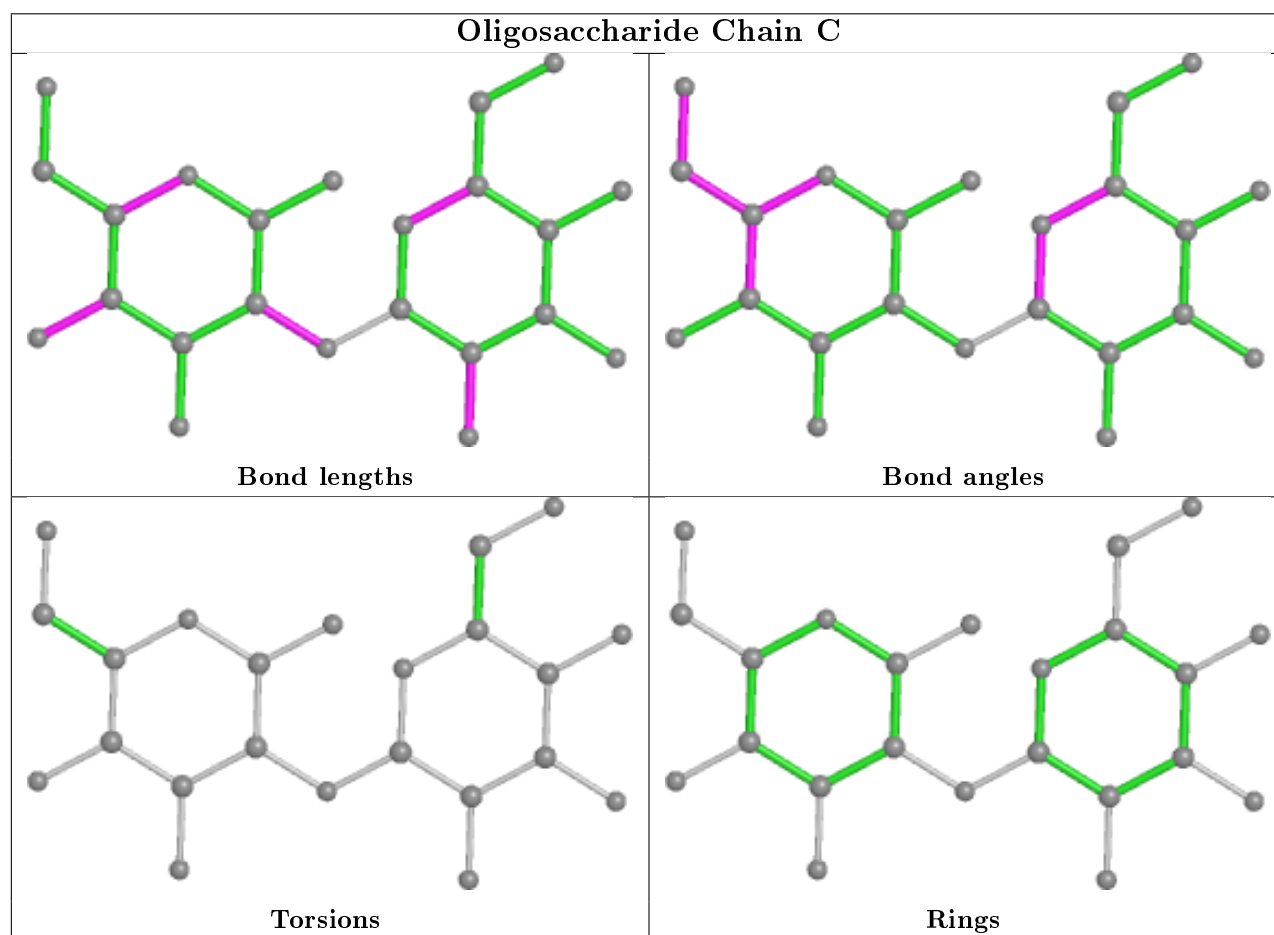 Oligosaccharide Chain C
Bond lengths
Bond angles
Torsions
Rings